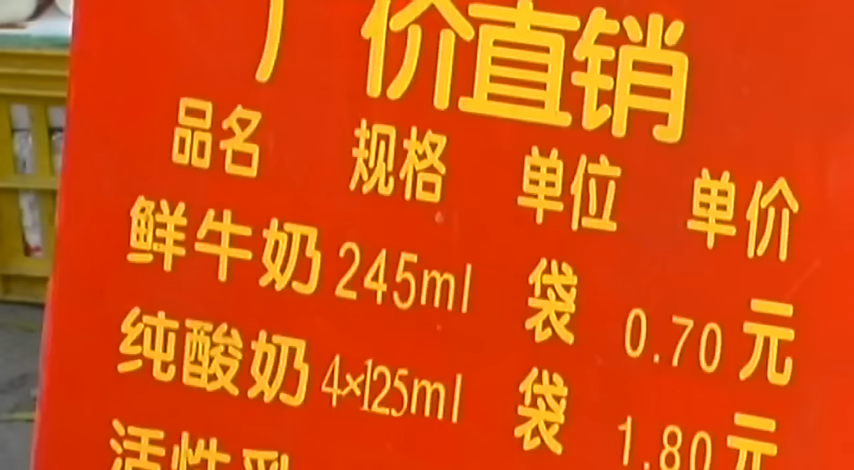 厂价直销
品名 规格 单位 单价
鲜牛奶 245ml 袋 0.70元
纯酸奶 4×125ml 袋 1.80元
活性乳